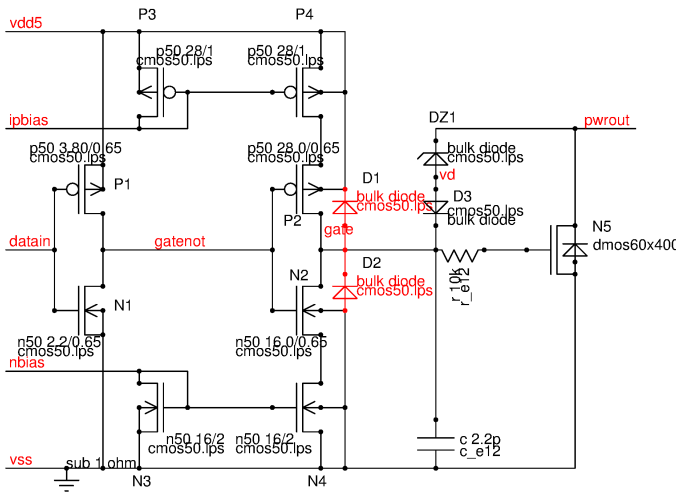 P3
P4
vdd5
p50 28/1
cmos50.lps
p50 28/1
cmos50.lps
ipbias
DZ1
pwrout
bulk diode
cmos50.lps
p50 3.80/0.65
cmos50.lps
p50 28.0/0.65
cmos50.lps
vd
P1
D1
bulk diode
cmos50.lps
D3
cmos50.lps
bulk diode
P2
gate
N5
dmos60x400
datain
gatenot
D2
bulk diode
cmos50.lps
N2
r 10k
r_e12
N1
n50 2.2/0.65
cmos50.lps
n50 16.0/0.65
cmos50.lps
nbias
n50 16/2
cmos50.lps
n50 16/2
cmos50.lps
c 2.2p
c_e12
vss
sub 1 ohm
N3
N4